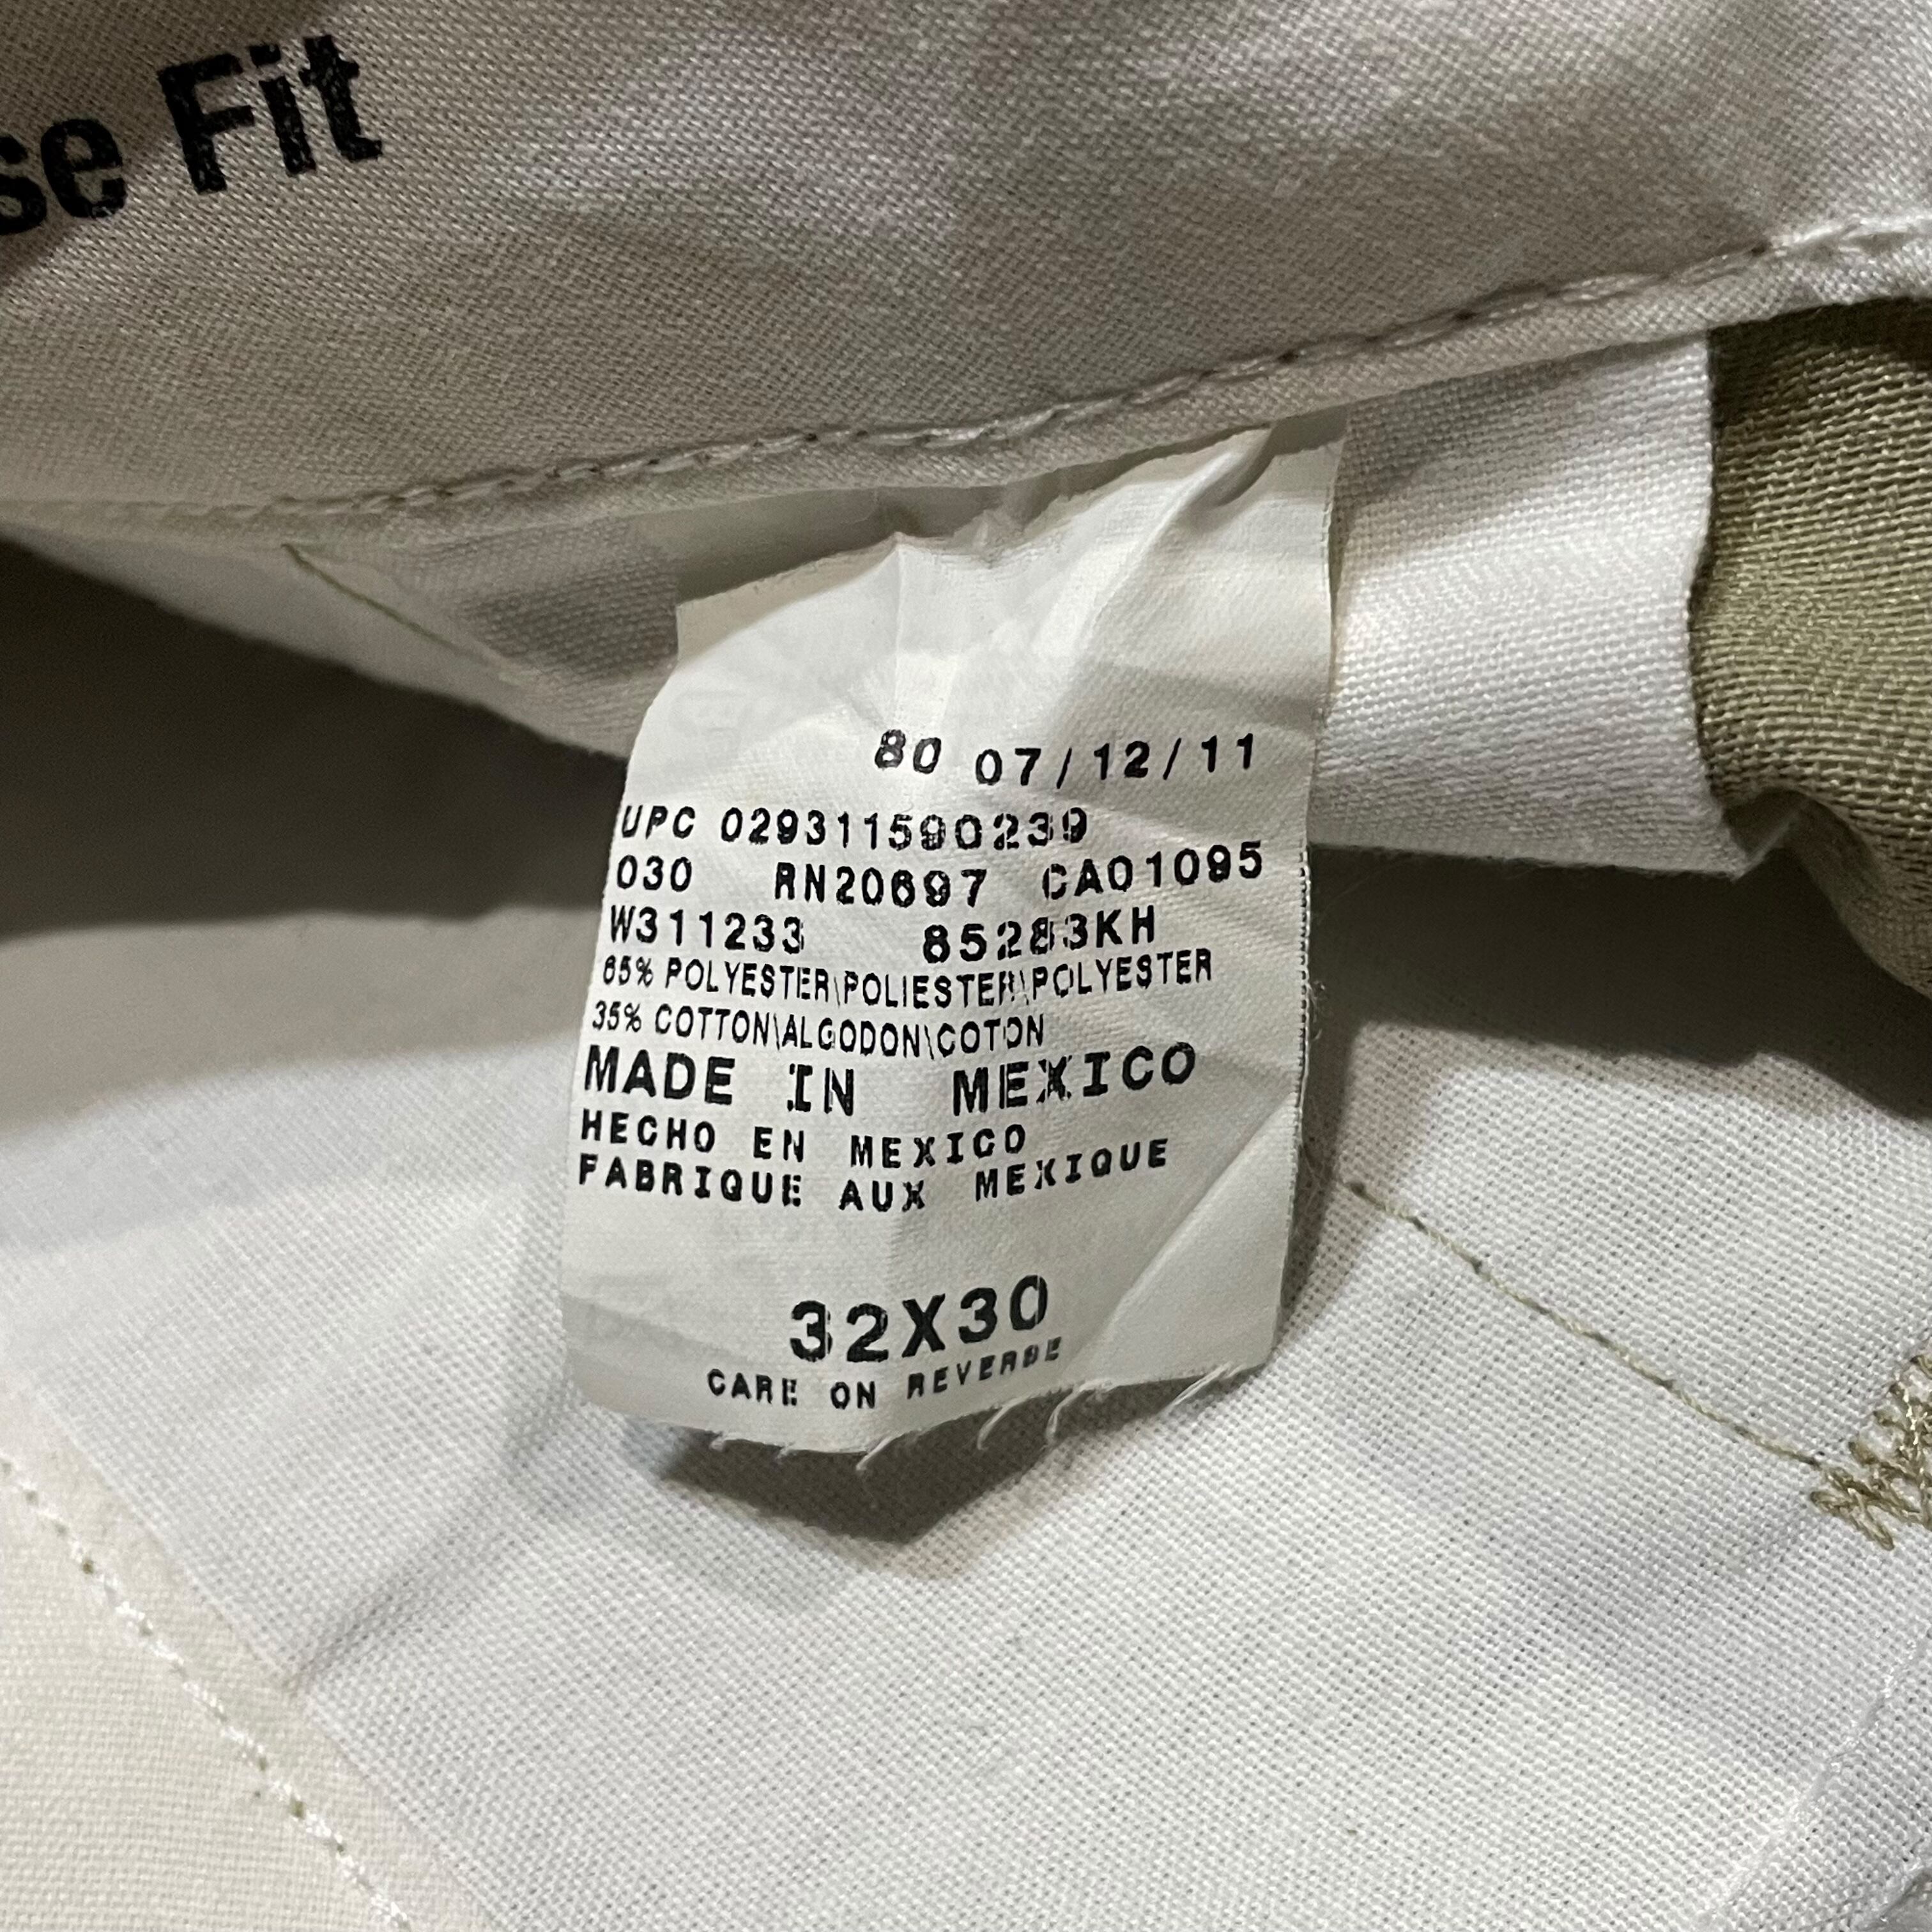 se Fit
80 07/12/11
UPC 029311590239
030 RN20697 CA01095
W311233 85283KH
65% POLYESTER\POLIESTER\POLYESTER
35% COTTON\ALGODON\COTON
MADE IN MEXICO
HECHO EN MEXICO
FABRIQUE AUX MEXIQUE
32X30
CARE ON REVERSE